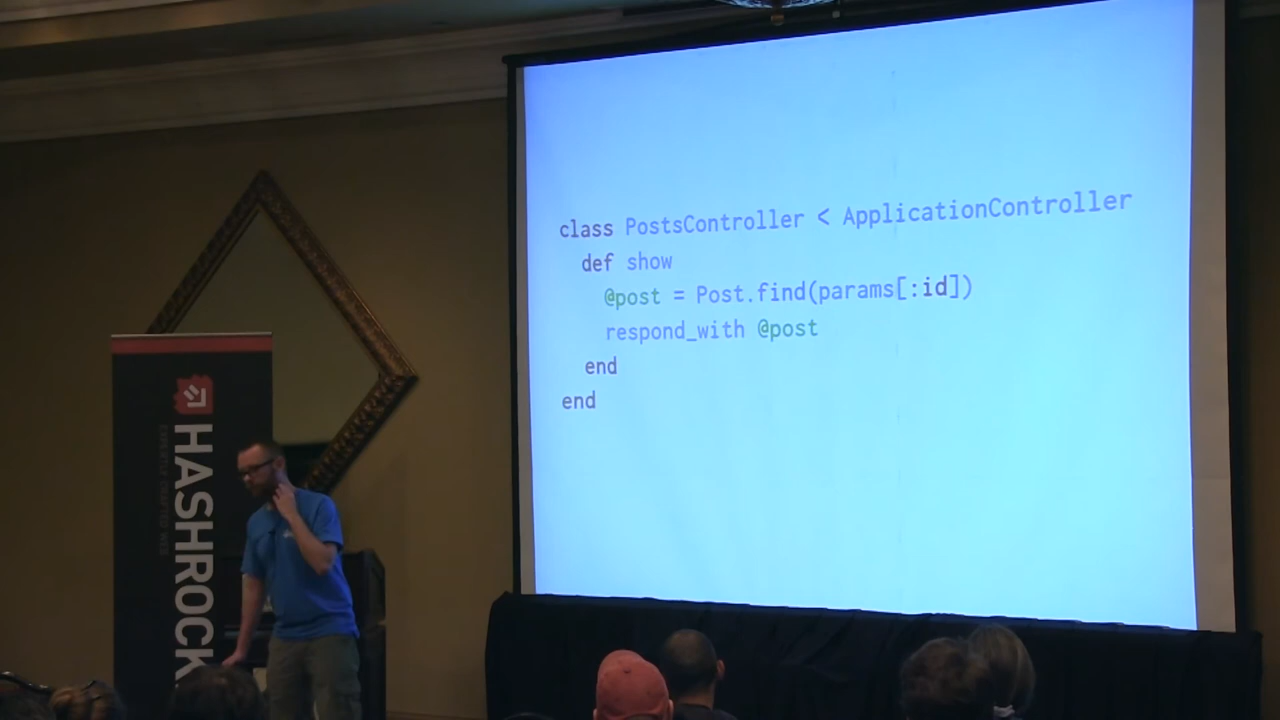 class PostsController < ApplicationController
def show
@post = Post.find(params[:id])
respond_with @post
end
end
HASHROCK